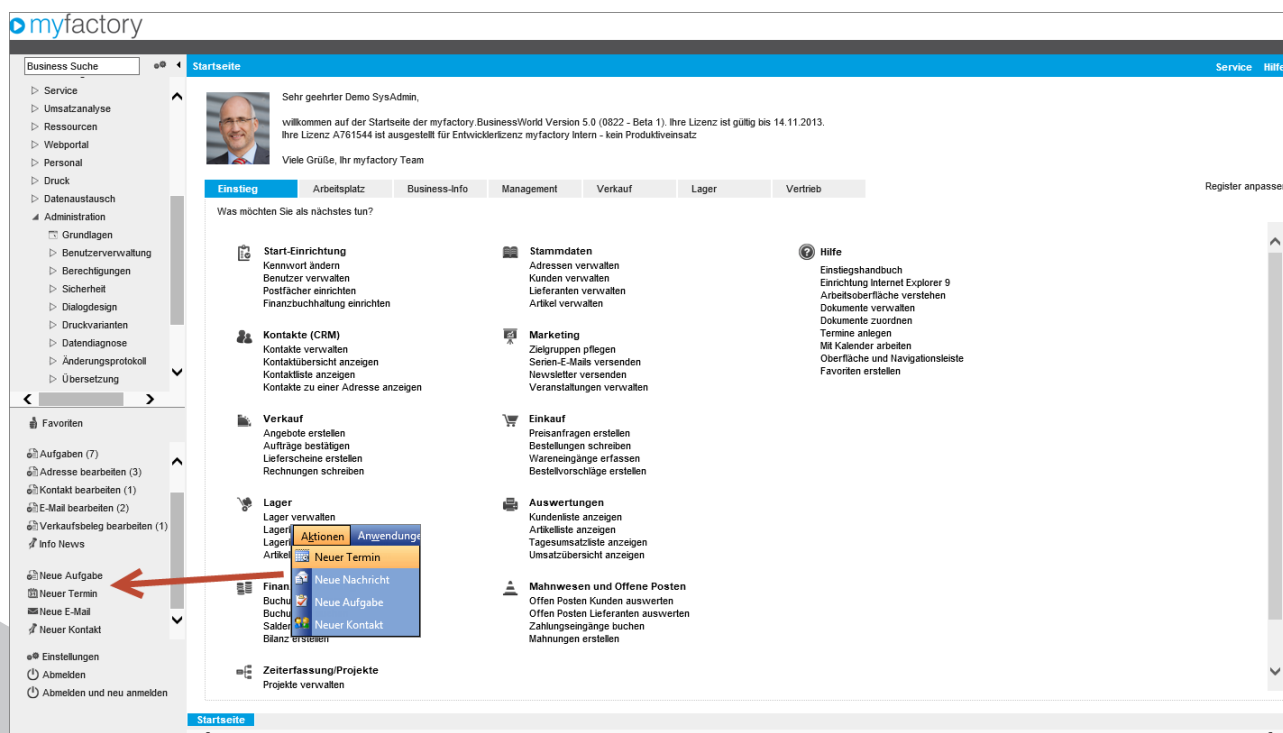 myfactory
Business Suche
Startseite
Service Hilfe
Service
Umsatzanalyse
Ressourcen
Webportal
Personal
Druck
Datenaustausch
Administration
Grundlagen
Benutzerverwaltung
Berechtigungen
Sicherheit
Dialogdesign
Druckvarianten
Datendiagnose
Änderungsprotokoll
Übersetzung
Favoriten
Aufgaben (7)
Adresse bearbeiten (3)
Kontakt bearbeiten (1)
E-Mail bearbeiten (2)
Verkaufsbeleg bearbeiten (1)
Info News
Neue Aufgabe
Neuer Termin
Neue E-Mail
Neuer Kontakt
Einstellungen
Abmelden
Abmelden und neu anmelden
Sehr geehrter Demo SysAdmin,
willkommen auf der Startseite der myfactory.BusinessWorld Version 5.0 (0822 - Beta 1). Ihre Lizenz ist gültig bis 14.11.2013.
Ihre Lizenz A761544 ist ausgestellt für Entwicklerlizenz myfactory Intern - kein Produktiveinsatz
Viele Grüße, Ihr myfactory Team
Einstieg Arbeitsplatz Business-Info Management Verkauf Lager Vertrieb
Register anpassen
Was möchten Sie als nächstes tun?
Start-Einrichtung
Kennwort ändern
Benutzer verwalten
Postfächer einrichten
Finanzbuchhaltung einrichten
Stammdaten
Adressen verwalten
Kunden verwalten
Lieferanten verwalten
Artikel verwalten
Hilfe
Einstiegshandbuch
Einrichtung Internet Explorer 9
Arbeitsoberfläche verstehen
Dokumente verwalten
Dokumente zuordnen
Termine anlegen
Mit Kalender arbeiten
Oberfläche und Navigationsleiste
Favoriten erstellen
Kontakte (CRM)
Kontakte verwalten
Kontaktübersicht anzeigen
Kontaktliste anzeigen
Kontakte zu einer Adresse anzeigen
Marketing
Zielgruppen pflegen
Serien-E-Mails versenden
Newsletter versenden
Veranstaltungen verwalten
Verkauf
Angebote erstellen
Aufträge bestätigen
Lieferscheine erstellen
Rechnungen schreiben
Einkauf
Preisanfragen erstellen
Bestellungen schreiben
Wareneingänge erfassen
Bestellvorschläge erstellen
Lager
Lager verwalten
Artikel
Auswertungen
Kundenliste anzeigen
Artikelliste anzeigen
Tagesumsatzliste anzeigen
Umsatzübersicht anzeigen
Aktionen Anwendunge
Neuer Termin
Neue Nachricht
Neue Aufgabe
Neuer Kontakt
Finan
Buchu
Buchu
Salden
Bilanz erstellen
Mahnwesen und Offene Posten
Offen Posten Kunden auswerten
Offen Posten Lieferanten auswerten
Zahlungseingänge buchen
Mahnungen erstellen
Zeiterfassung/Projekte
Projekte verwalten
Startseite